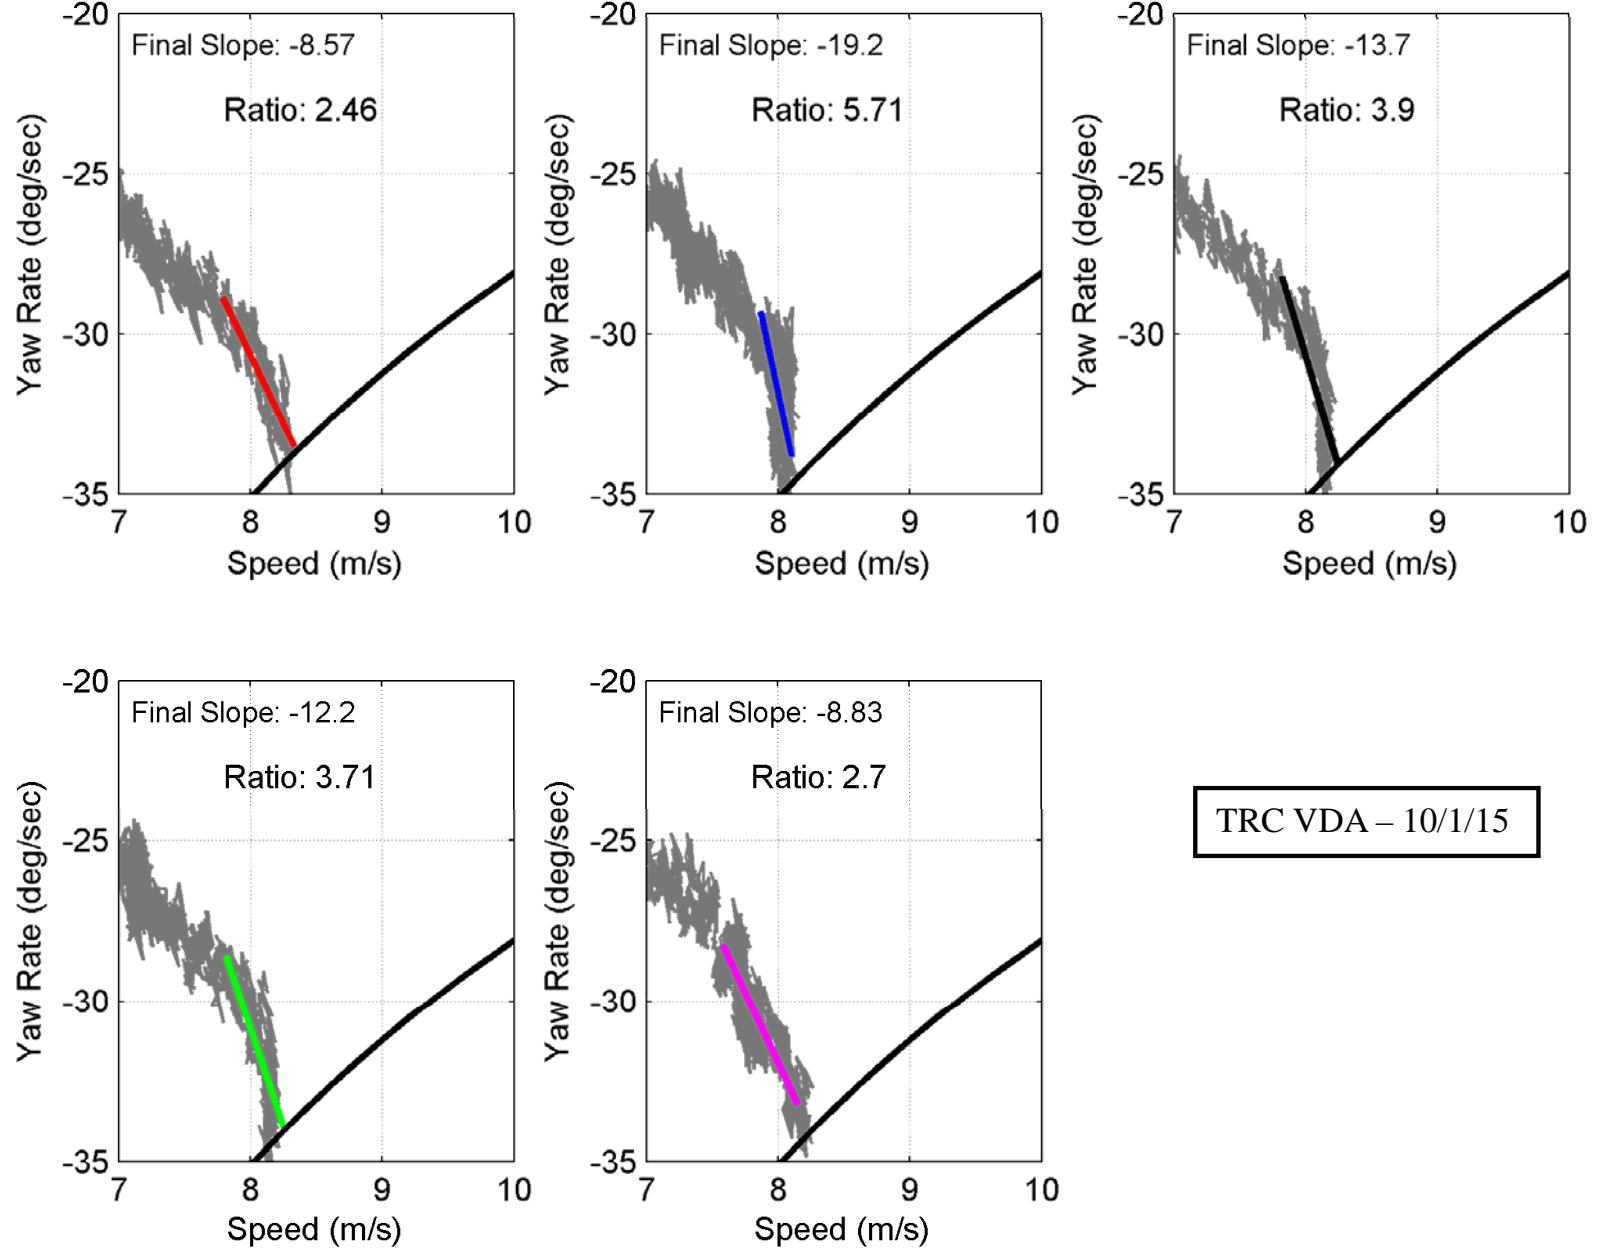 -20
-25
-30
-35
Final Slope: -8.57
Ratio: 2.46
Yaw Rate (deg/sec)
7 8 9 10
Speed (m/s)
-20
-25
-30
-35
Final Slope: -19.2
Ratio: 5.71
Yaw Rate (deg/sec)
7 8 9 10
Speed (m/s)
-20
-25
-30
-35
Final Slope: -13.7
Ratio: 3.9
Yaw Rate (deg/sec)
7 8 9 10
Speed (m/s)
-20
-25
-30
-35
Final Slope: -12.2
Ratio: 3.71
Yaw Rate (deg/sec)
7 8 9 10
Speed (m/s)
-20
-25
-30
-35
Final Slope: -8.83
Ratio: 2.7
Yaw Rate (deg/sec)
7 8 9 10
Speed (m/s)
TRC VDA – 10/1/15